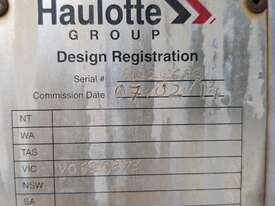 Haulotte
GROUP
Design Registration
Serial #
Commission Date 07/02/14
NT
WA
TAS
VIC
NSW
SA